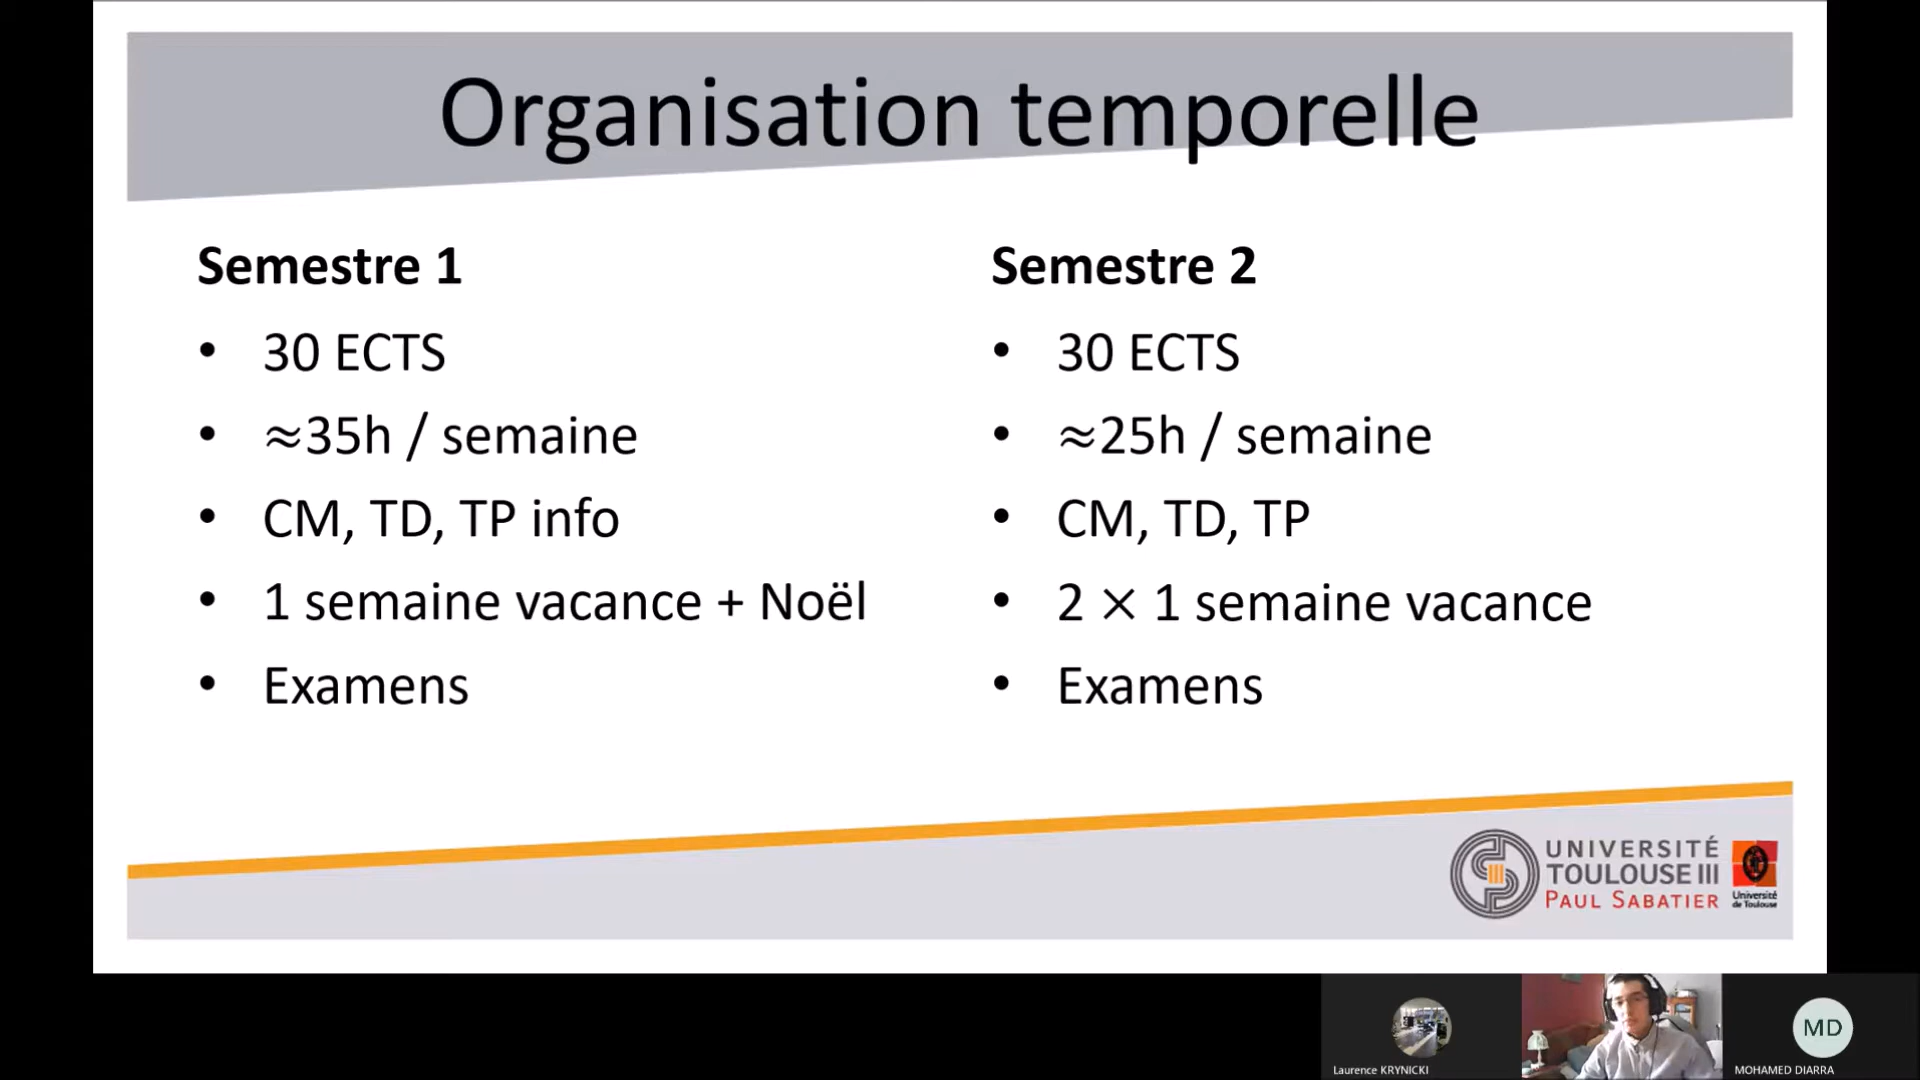 Organisation temporelle
Semestre 1
• 30 ECTS
• ≈35h / semaine
• CM, TD, TP info
• 1 semaine vacance + Noël
• Examens
Semestre 2
• 30 ECTS
• ≈25h / semaine
• CM, TD, TP
• 2 × 1 semaine vacance
• Examens
UNIVERSITÉ
TOULOUSE III
PAUL SABATIER
Université
de Toulouse
MD
Laurence KRYNICKI
MOHAMED DIARRA